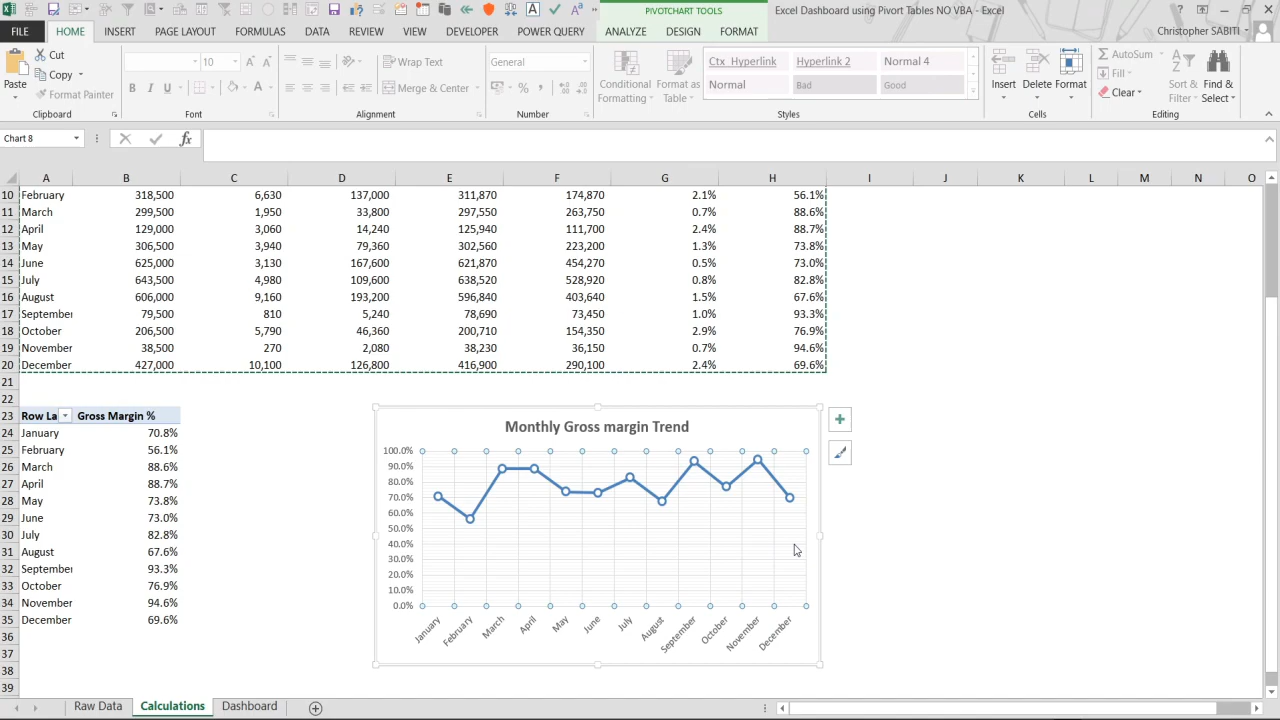 PIVOTCHART TOOLS
Excel Dashboard using Pivort Tables NO VBA - Excel
FILE HOME INSERT PAGE LAYOUT FORMULAS DATA REVIEW VIEW DEVELOPER POWER QUERY ANALYZE DESIGN FORMAT
Christopher SABITI
Paste
Cut
Copy
Format Painter
Clipboard
10
B I U
Font
Wrap Text
Merge & Center
Alignment
General
Number
Conditional
Formatting
Format as
Table
Ctx_Hyperlink Hyperlink 2 Normal 4
Normal Bad Good
Styles
Insert Delete Format
Cells
AutoSum
Fill
Clear
Sort &
Filter
Find &
Select
Editing
Chart 8
fx
A B C D E F G H I J K L M N O
10 February 318,500 6,630 137,000 311,870 174,870 2.1% 56.1%
11 March 299,500 1,950 33,800 297,550 263,750 0.7% 88.6%
12 April 129,000 3,060 14,240 125,940 111,700 2.4% 88.7%
13 May 306,500 3,940 79,360 302,560 223,200 1.3% 73.8%
14 June 625,000 3,130 167,600 621,870 454,270 0.5% 73.0%
15 July 643,500 4,980 109,600 638,520 528,920 0.8% 82.8%
16 August 606,000 9,160 193,200 596,840 403,640 1.5% 67.6%
17 September 79,500 810 5,240 78,690 73,450 1.0% 93.3%
18 October 206,500 5,790 46,360 200,710 154,350 2.9% 76.9%
19 November 38,500 270 2,080 38,230 36,150 0.7% 94.6%
20 December 427,000 10,100 126,800 416,900 290,100 2.4% 69.6%
21
22
23 Row La Gross Margin %
24 January 70.8%
25 February 56.1%
26 March 88.6%
27 April 88.7%
28 May 73.8%
29 June 73.0%
30 July 82.8%
31 August 67.6%
32 September 93.3%
33 October 76.9%
34 November 94.6%
35 December 69.6%
36
37
38
39
Monthly Gross margin Trend
100.0%
90.0%
80.0%
70.0%
60.0%
50.0%
40.0%
30.0%
20.0%
10.0%
0.0%
January February March April May June July August September October November December
Raw Data Calculations Dashboard